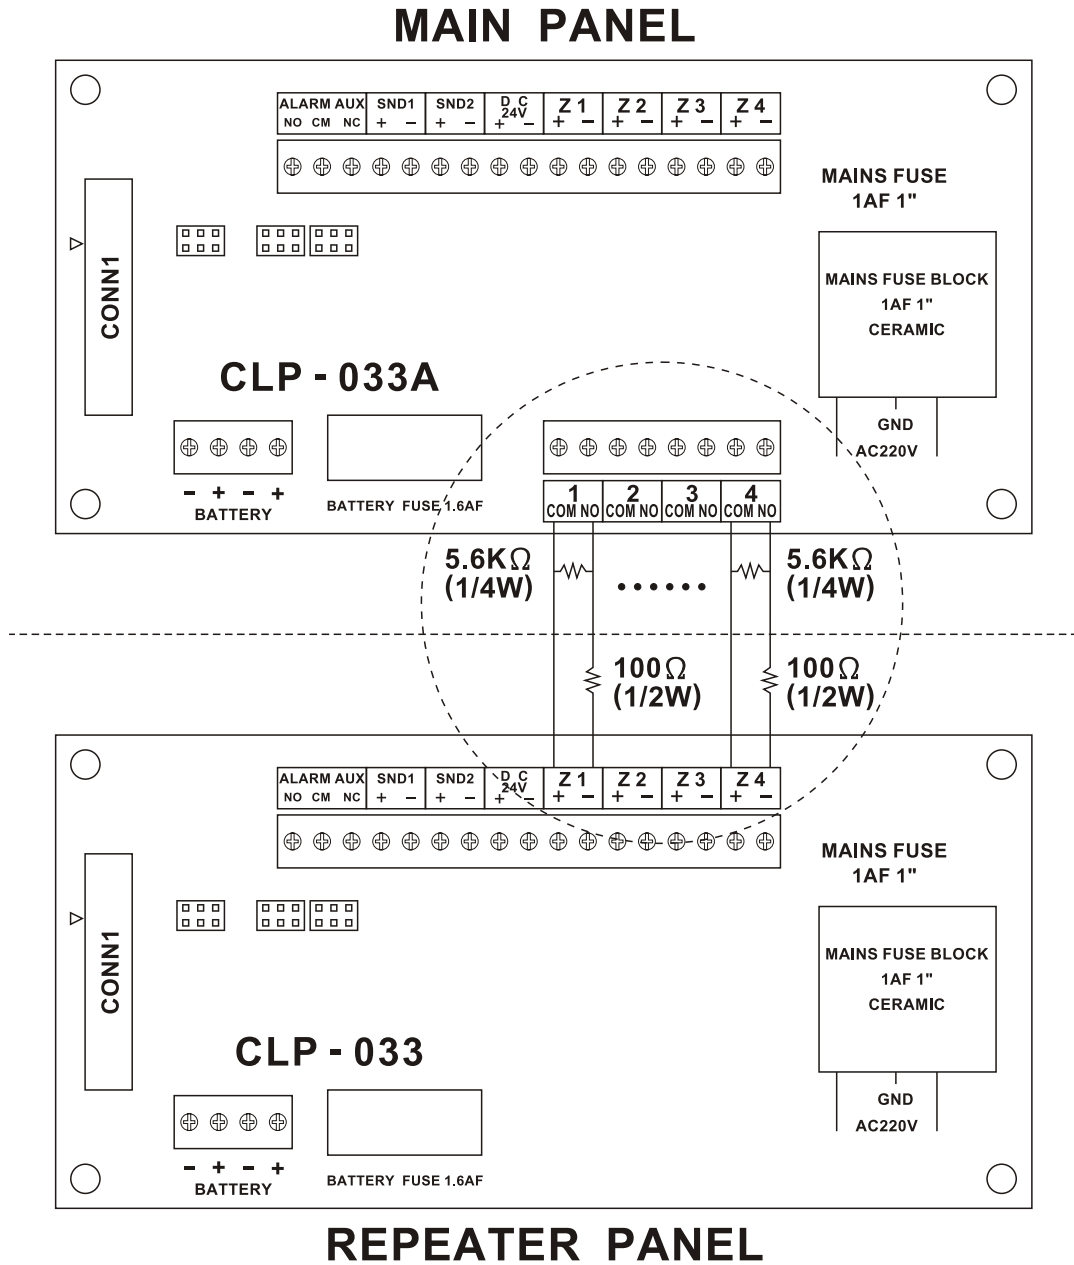 MAIN PANEL
ALARM AUX SND1 SND2 D C 24V Z 1 Z 2 Z 3 Z 4
NO CM NC + − + − + − + − + − + − + −
MAINS FUSE
1AF 1"
CONN1
MAINS FUSE BLOCK
1AF 1"
CERAMIC
CLP - 033A
GND
AC220V
− + − +
BATTERY
BATTERY FUSE 1.6AF
1 2 3 4
COM NO COM NO COM NO COM NO
5.6KΩ
(1/4W)
5.6KΩ
(1/4W)
100Ω
(1/2W)
100Ω
(1/2W)
ALARM AUX SND1 SND2 D C 24V Z 1 Z 2 Z 3 Z 4
NO CM NC + − + − + − + − + − + − + −
MAINS FUSE
1AF 1"
CONN1
MAINS FUSE BLOCK
1AF 1"
CERAMIC
CLP - 033
GND
AC220V
− + − +
BATTERY
BATTERY FUSE 1.6AF
REPEATER PANEL